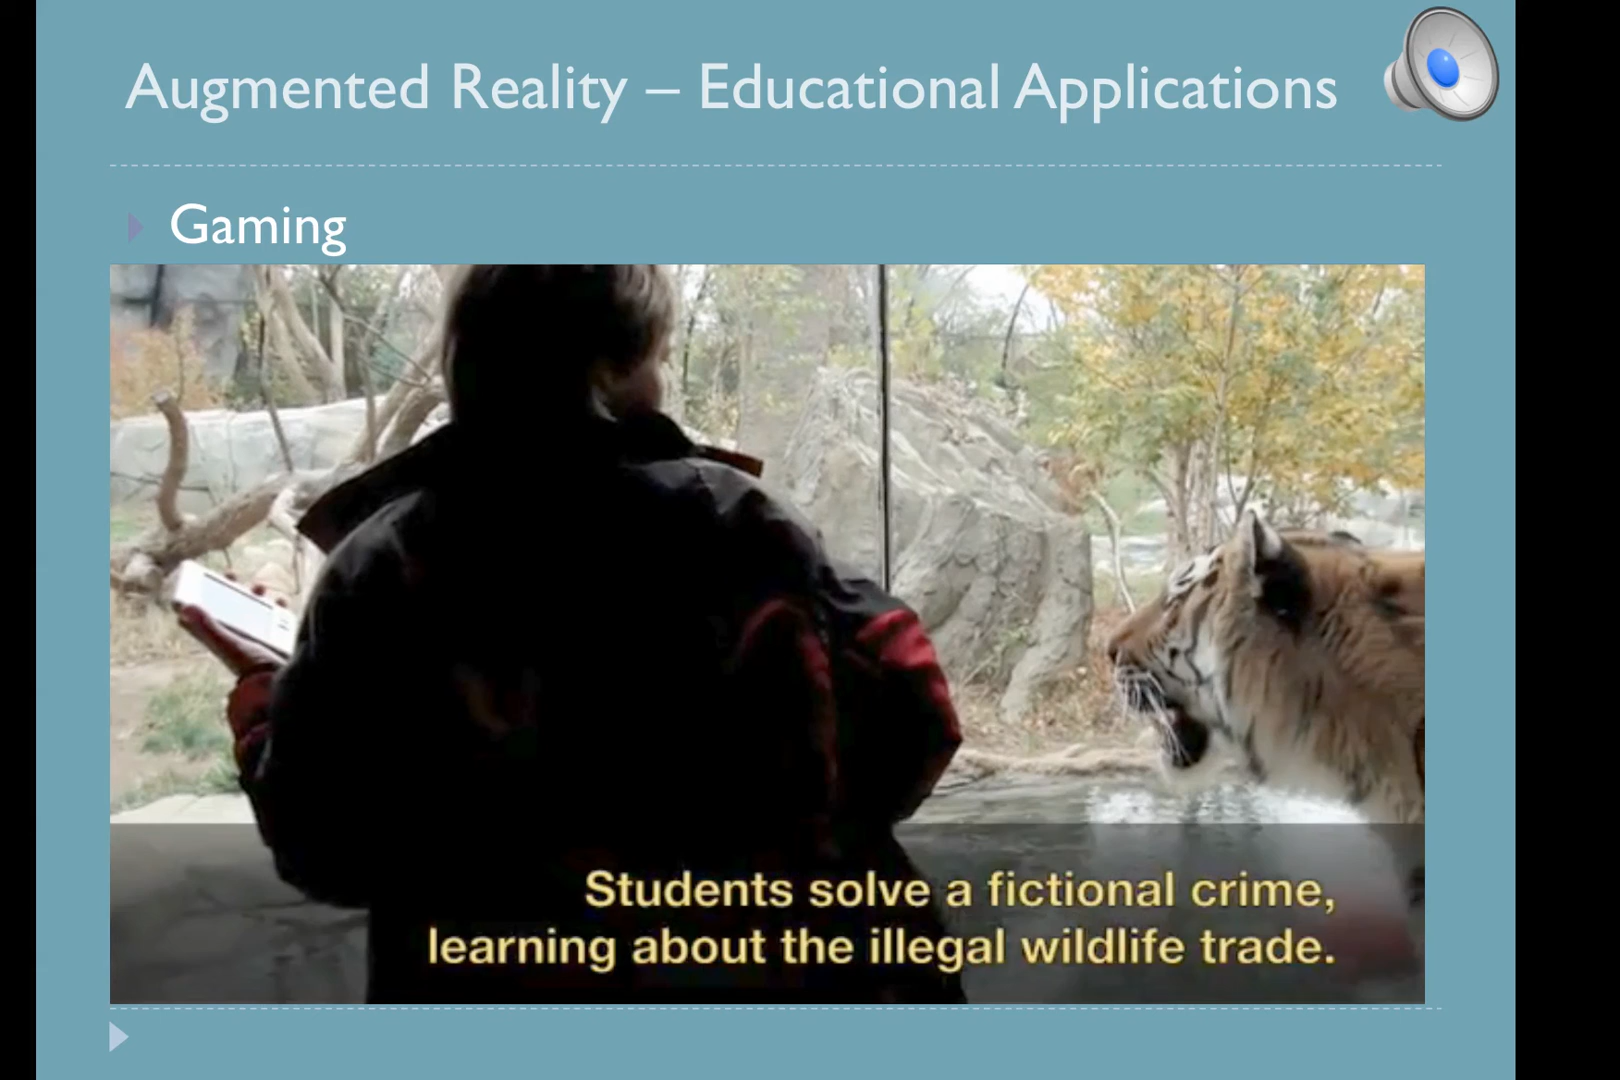 Augmented Reality – Educational Applications
Gaming
Students solve a fictional crime,
learning about the illegal wildlife trade.